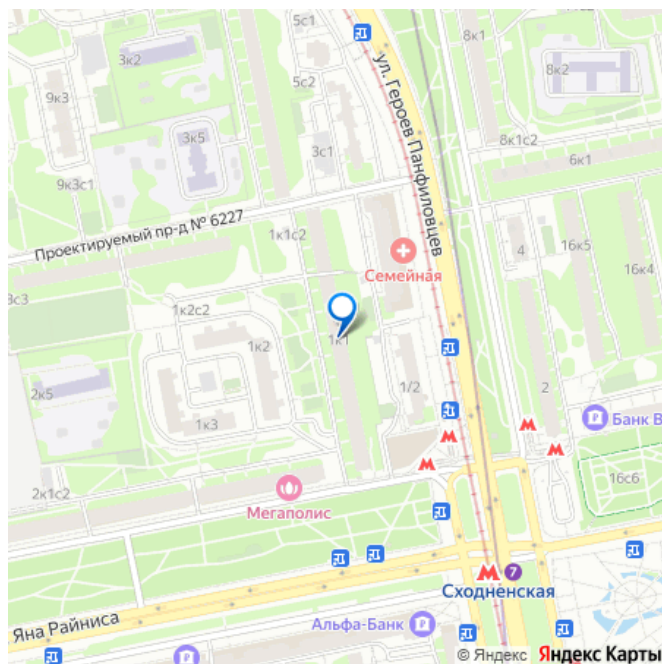 5с1
3к2
8к1
8к2
ул. Героев Панфиловцев
9к3
5с2
3к5
3с1
8к1с2
6к1
9к3с1
Проектируемый пр-д № 6227
1к1с2
4
16к5
16к4
Семейная
3с3
1к2с2
1к1
1к2
2к5
1/2
2
1к3
Банк В
2к1с2
16с6
Мегаполис
7
Сходненская
Яна Райниса
Альфа-Банк
© Яндекс Яндекс Карты